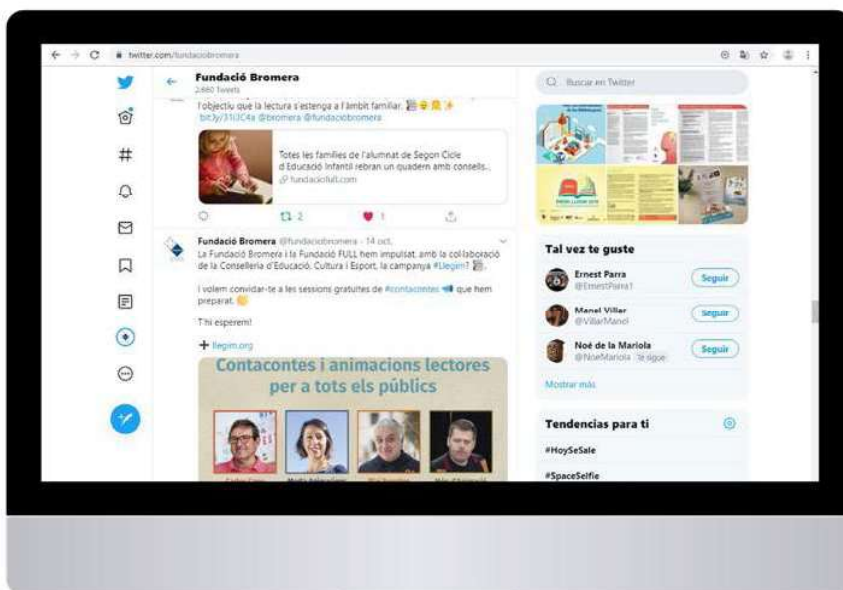 twitter.com/fundaciobromera
Fundació Bromera
2.660 Tweets
l'objectiu que la lectura s'estenga a l'àmbit familiar.
@bromera @fundaciobromera
Totes les famílies de l'alumnat de Segon Cicle
d'Educació Infantil rebran un quadern amb consells...
fundaciofull.com
2
1
Fundació Bromera @fundaciobromera · 14 oct.
La Fundació Bromera i la Fundació FULL hem impulsat, amb la col·laboració
de la Conselleria d'Educació, Cultura i Esport, la campanya #Llegim?
I volem convidar-te a les sessions gratuïtes de #contacontes que hem
preparat.
T'hi esperem!
llegim.org
Contacontes i animacions lectores
per a tots els públics
Buscar en Twitter
Tal vez te guste
Ernest Parra
@ErnestParra1
Seguir
Manel Villar
@VillarManel
Seguir
Noé de la Mariola
@NoeMariola Te sigue
Seguir
Mostrar más
Tendencias para ti
#HoySeSale
#SpaceSelfie